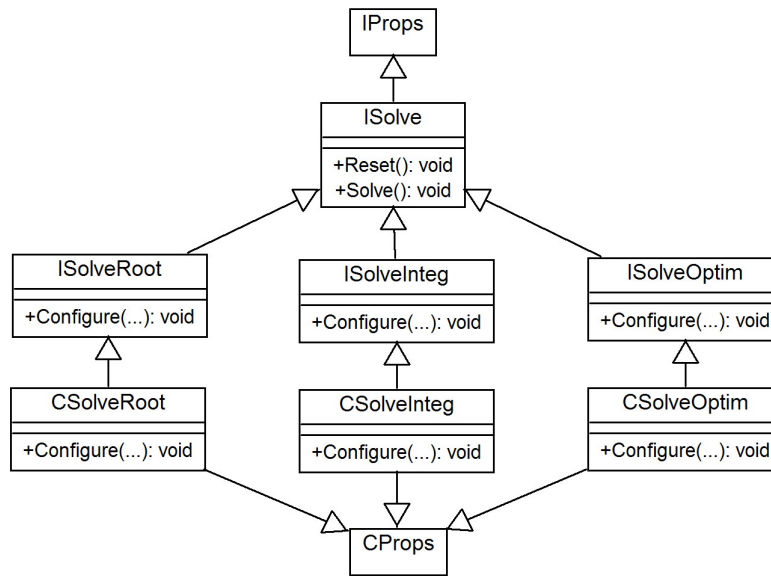 IProps
ISolve
+Reset(): void
+Solve(): void
ISolveRoot
+Configure(...): void
ISolveInteg
+Configure(...): void
ISolveOptim
+Configure(...): void
CSolveRoot
+Configure(...): void
CSolveInteg
+Configure(...): void
CSolveOptim
+Configure(...): void
CProps